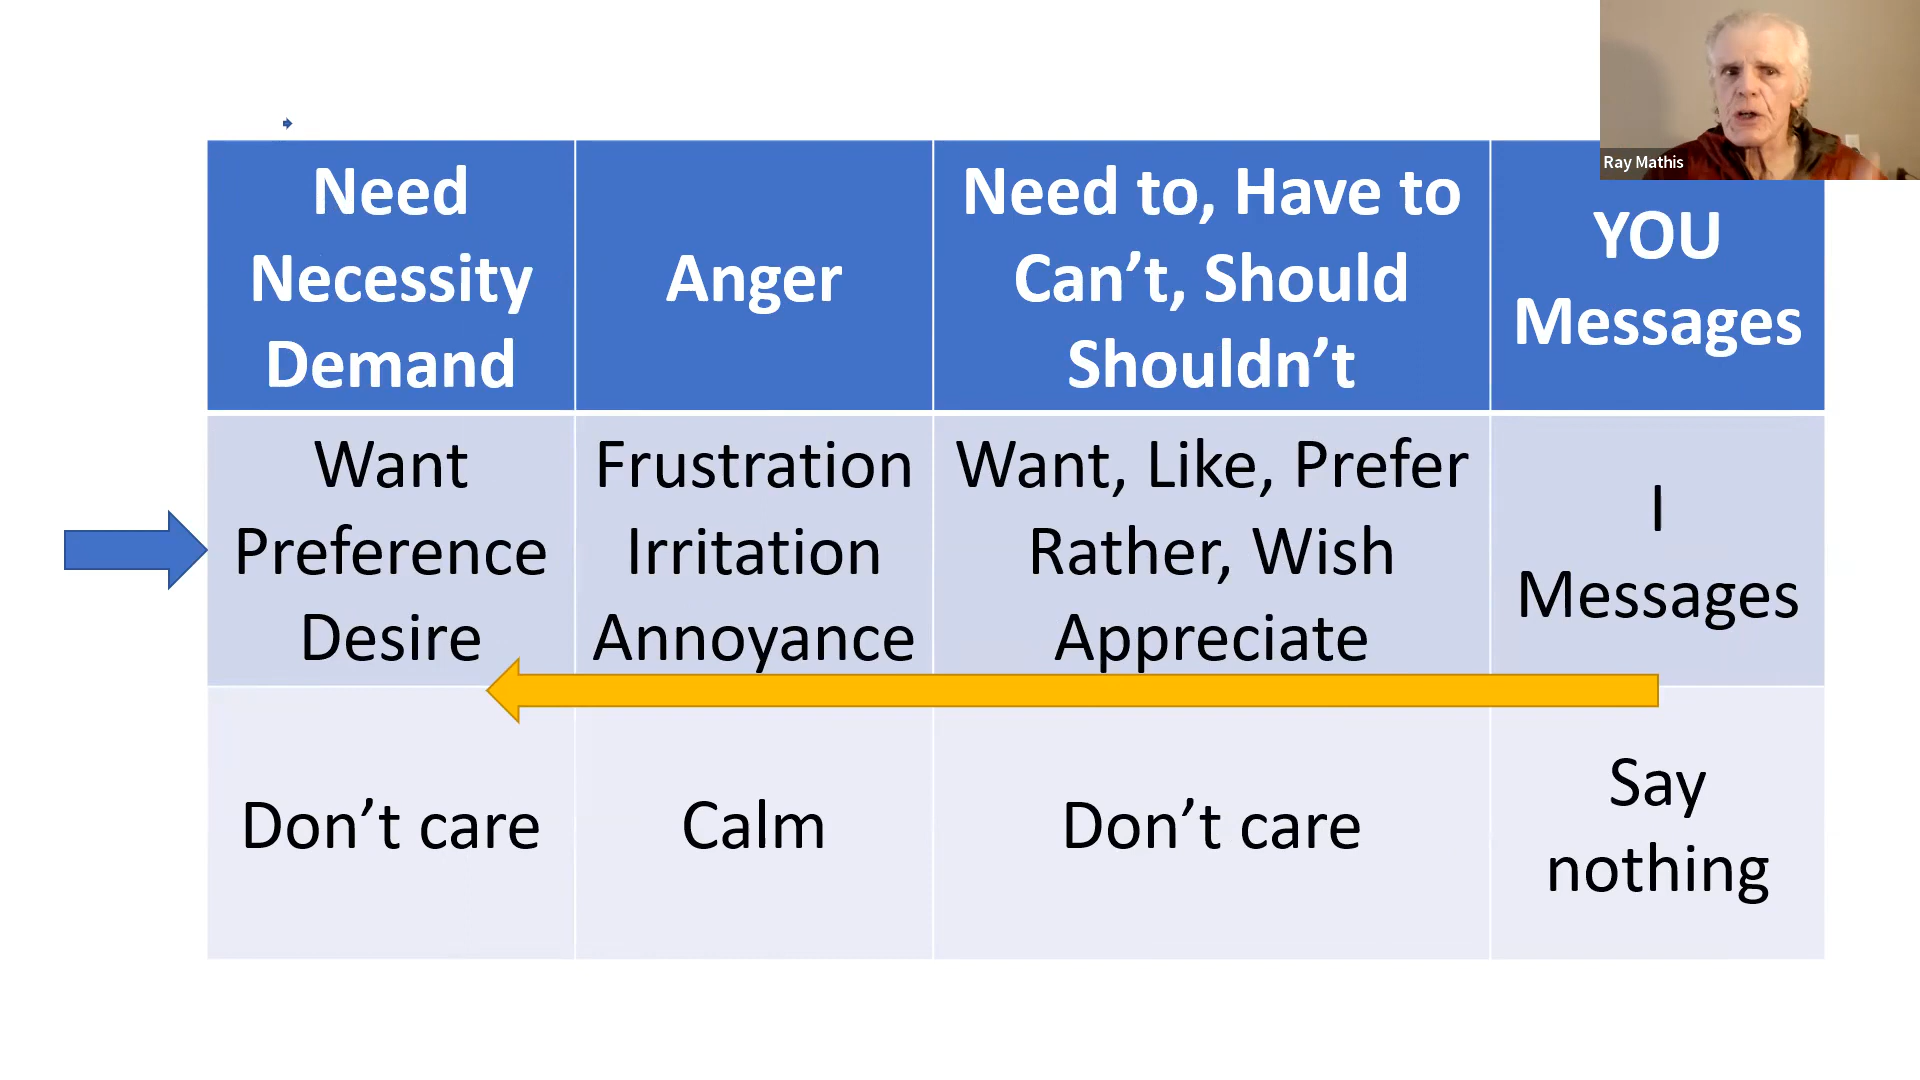 Ray Mathis
Need
Necessity
Demand
Anger
Need to, Have to
Can’t, Should
Shouldn’t
YOU
Messages
Want
Preference
Desire
Frustration
Irritation
Annoyance
Want, Like, Prefer
Rather, Wish
Appreciate
I
Messages
Don’t care
Calm
Don’t care
Say
nothing